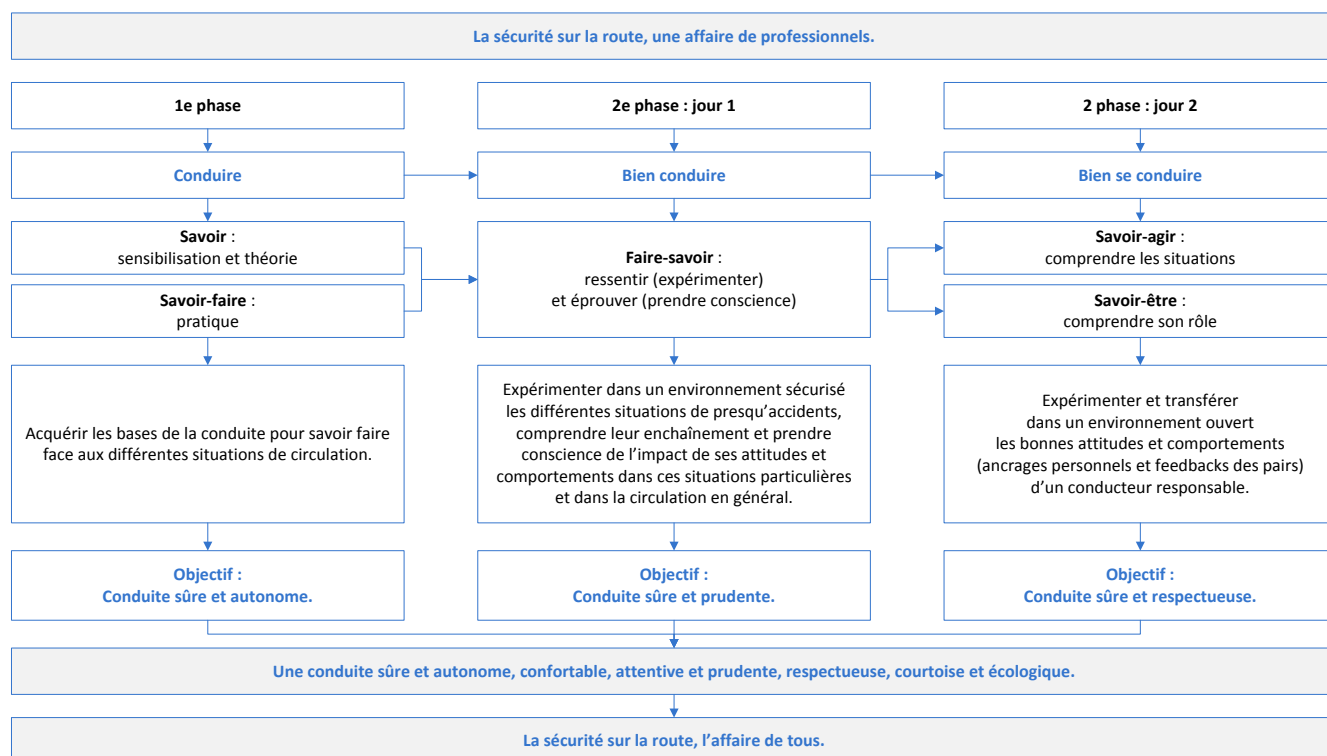 La sécurité sur la route, une affaire de professionnels.
1e phase
2e phase : jour 1
2 phase : jour 2
Conduire
Bien conduire
Bien se conduire
Savoir :
sensibilisation et théorie
Savoir-faire :
pratique
Faire-savoir :
ressentir (expérimenter)
et éprouver (prendre conscience)
Savoir-agir :
comprendre les situations
Savoir-être :
comprendre son rôle
Acquérir les bases de la conduite pour savoir faire
face aux différentes situations de circulation.
Expérimenter dans un environnement sécurisé
les différentes situations de presqu’accidents,
comprendre leur enchaînement et prendre
conscience de l’impact de ses attitudes et
comportements dans ces situations particulières
et dans la circulation en général.
Expérimenter et transférer
dans un environnement ouvert
les bonnes attitudes et comportements
(ancrages personnels et feedbacks des pairs)
d’un conducteur responsable.
Objectif :
Conduite sûre et autonome.
Objectif :
Conduite sûre et prudente.
Objectif :
Conduite sûre et respectueuse.
Une conduite sûre et autonome, confortable, attentive et prudente, respectueuse, courtoise et écologique.
La sécurité sur la route, l’affaire de tous.